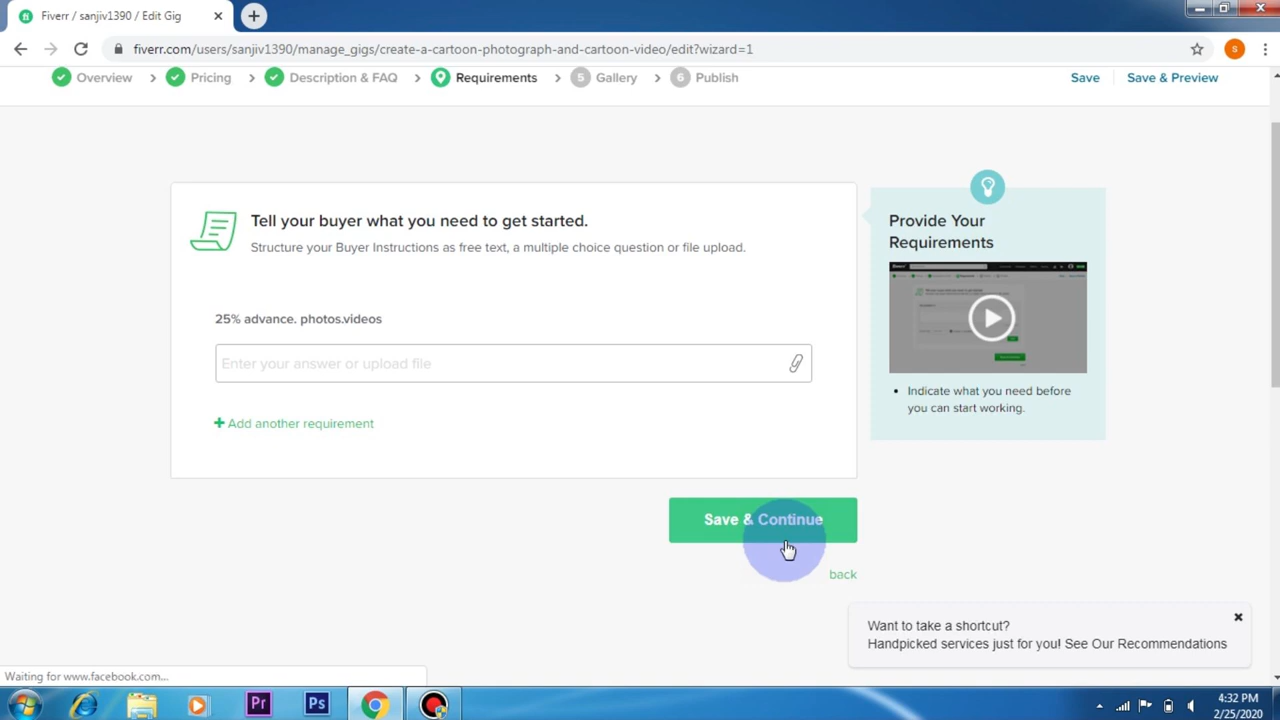 Fiverr / sanjiv1390 / Edit Gig
fiverr.com/users/sanjiv1390/manage_gigs/create-a-cartoon-photograph-and-cartoon-video/edit?wizard=1
S
Overview
Pricing
Description & FAQ
Requirements
5 Gallery
6 Publish
Save
Save & Preview
Tell your buyer what you need to get started.
Structure your Buyer Instructions as free text, a multiple choice question or file upload.
25% advance. photos.videos
Enter your answer or upload file
+ Add another requirement
Save & Continue
back
Provide Your
Requirements
• Indicate what you need before
you can start working.
Want to take a shortcut?
Handpicked services just for you! See Our Recommendations
Waiting for www.facebook.com...
Pr
Ps
4:32 PM
2/25/2020